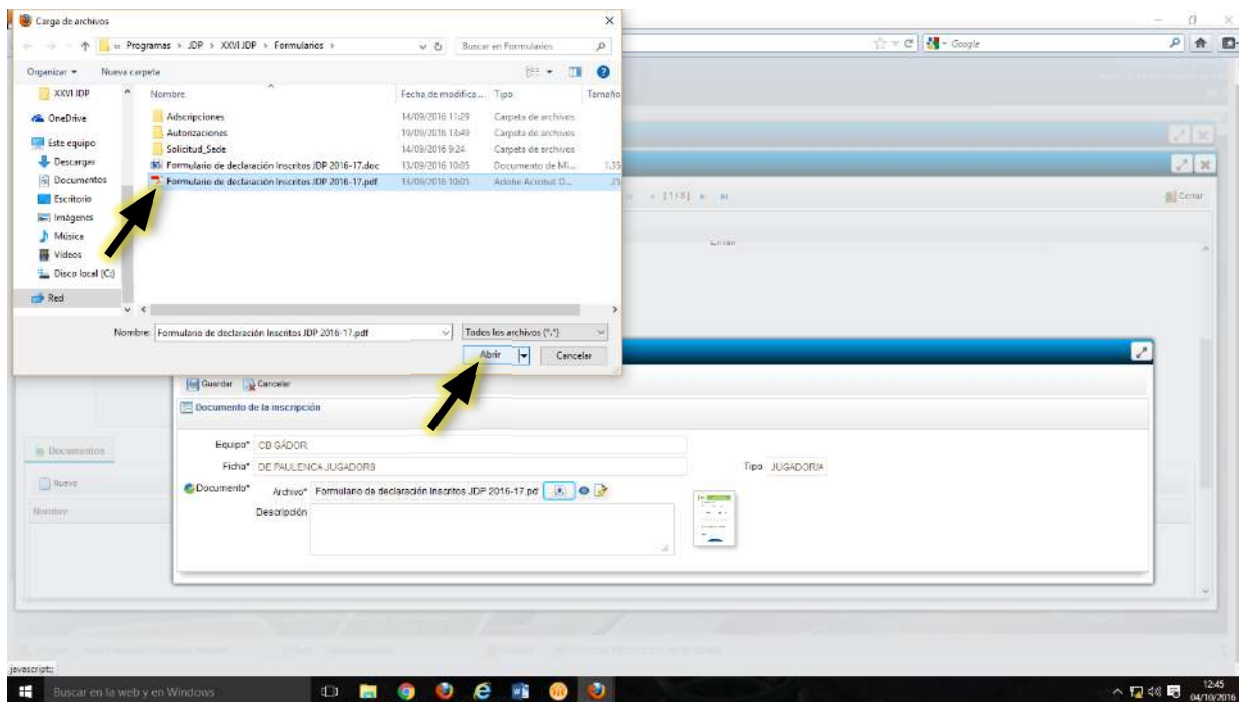 Carga de archivos
« Programas › JDP › XXVI JDP › Formularios ›
Buscar en Formularios
Google
Organizar
Nueva carpeta
XXVI JDP
OneDrive
Este equipo
Descargas
Documentos
Escritorio
Imágenes
Música
Vídeos
Disco local (C:)
Red
Nombre Fecha de modifica... Tipo Tamaño
Adscripciones 14/09/2016 11:29 Carpeta de archivos
Autorizaciones 19/09/2016 13:49 Carpeta de archivos
Solicitud_Sede 14/09/2016 9:24 Carpeta de archivos
Formulario de declaración Inscritos JDP 2016-17.doc 13/09/2016 10:05 Documento de Mi... 1.35
Formulario de declaración Inscritos JDP 2016-17.pdf 13/09/2016 10:05 Adobe Acrobat D... 25
Nombre: Formulario de declaración Inscritos JDP 2016-17.pdf
Todos los archivos (*.*)
Abrir
Cancelar
[1/6]
Cerrar
Guardar Cancelar
Documento de la inscripción
Equipo* CB GÁDOR
Ficha* DE PAULENCA JUGADOR8
Tipo JUGADOR/A
Documento* Archivo* Formulario de declaración Inscritos JDP 2016-17.pd
Descripción
Documentos
Nuevo
Nombre
javascript:;
Buscar en la web y en Windows
12:45
04/10/2016